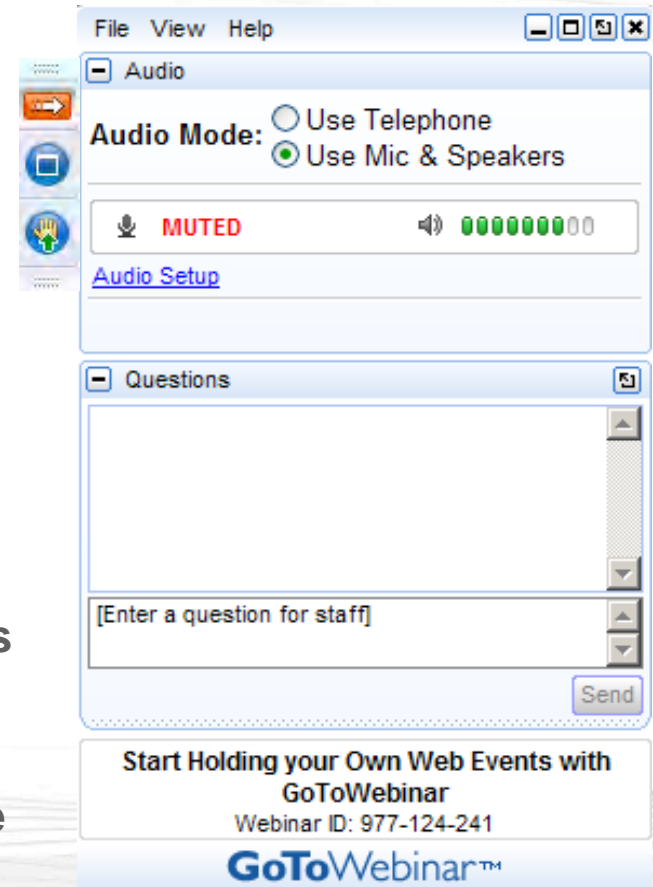 File View Help
Audio
Audio Mode:
Use Telephone
Use Mic & Speakers
MUTED
Audio Setup
Questions
[Enter a question for staff]
s
Send
Start Holding your Own Web Events with
GoToWebinar
Webinar ID: 977-124-241
e
GoToWebinar™